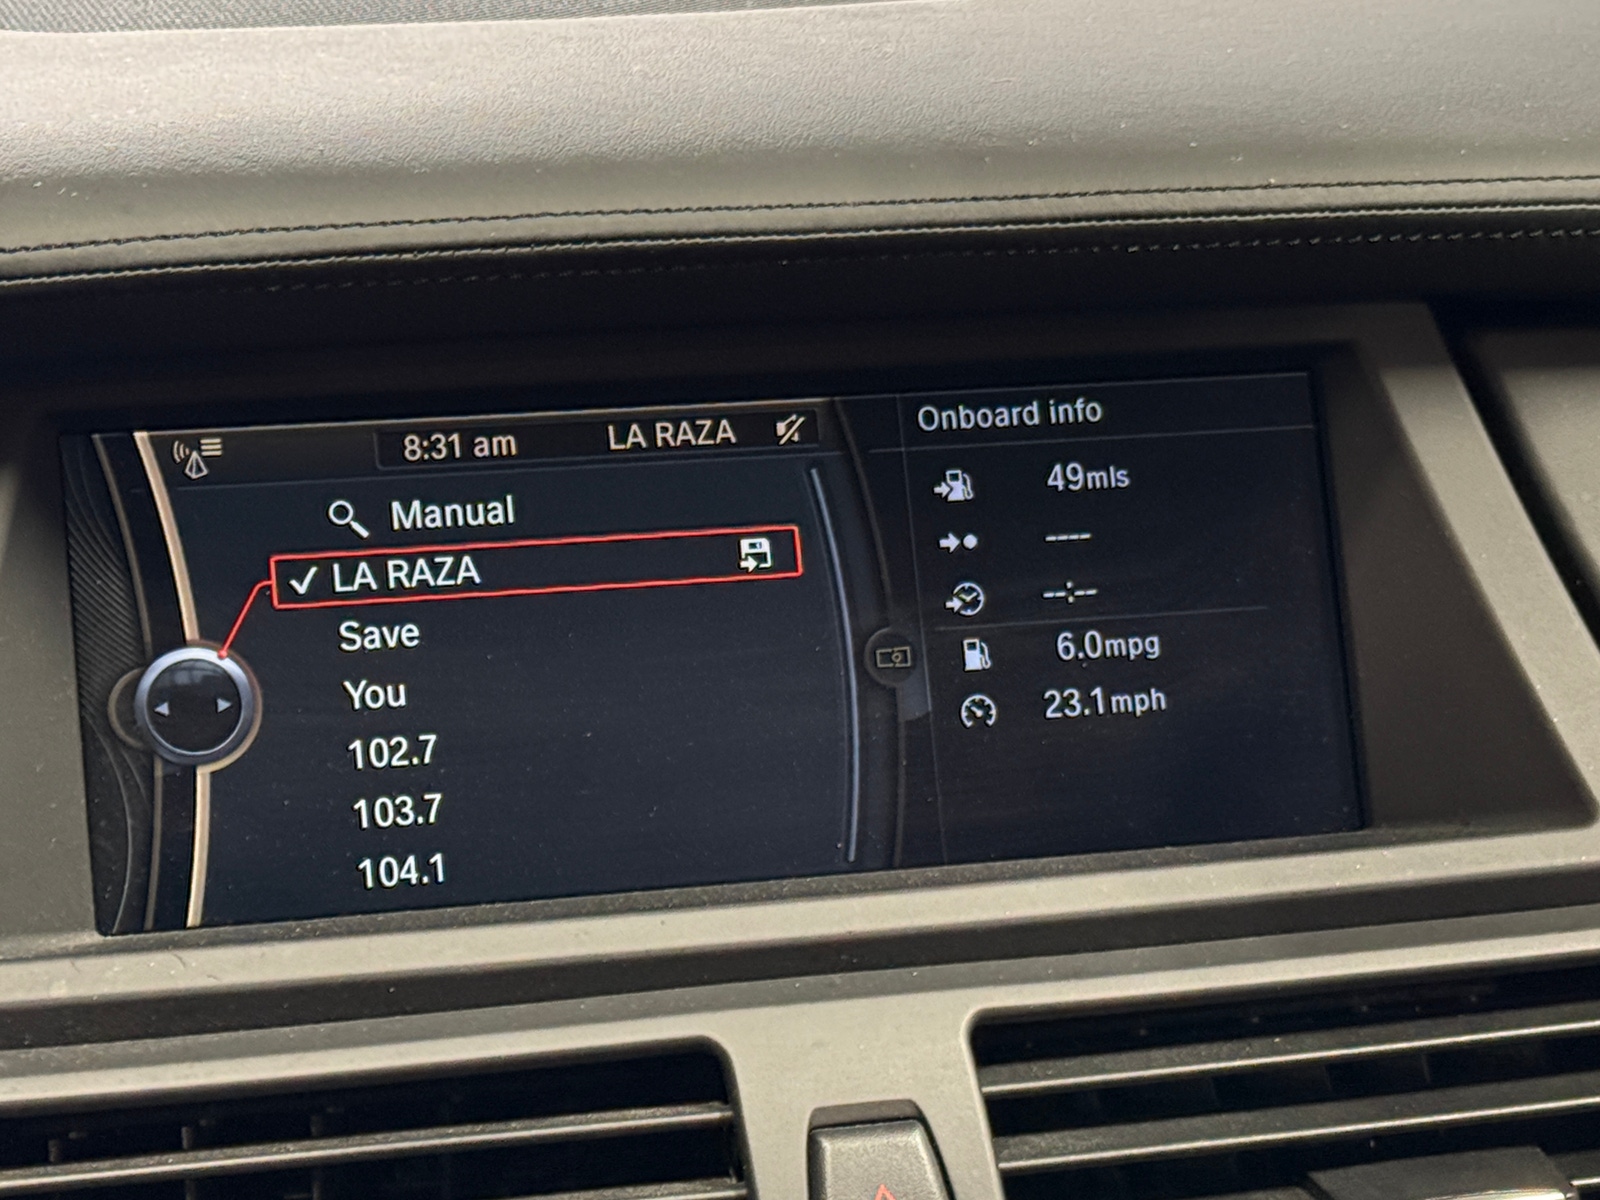 8:31 am LA RAZA
Manual
LA RAZA
Save
You
102.7
103.7
104.1
Onboard info
49mls
----
--:--
6.0mpg
23.1mph